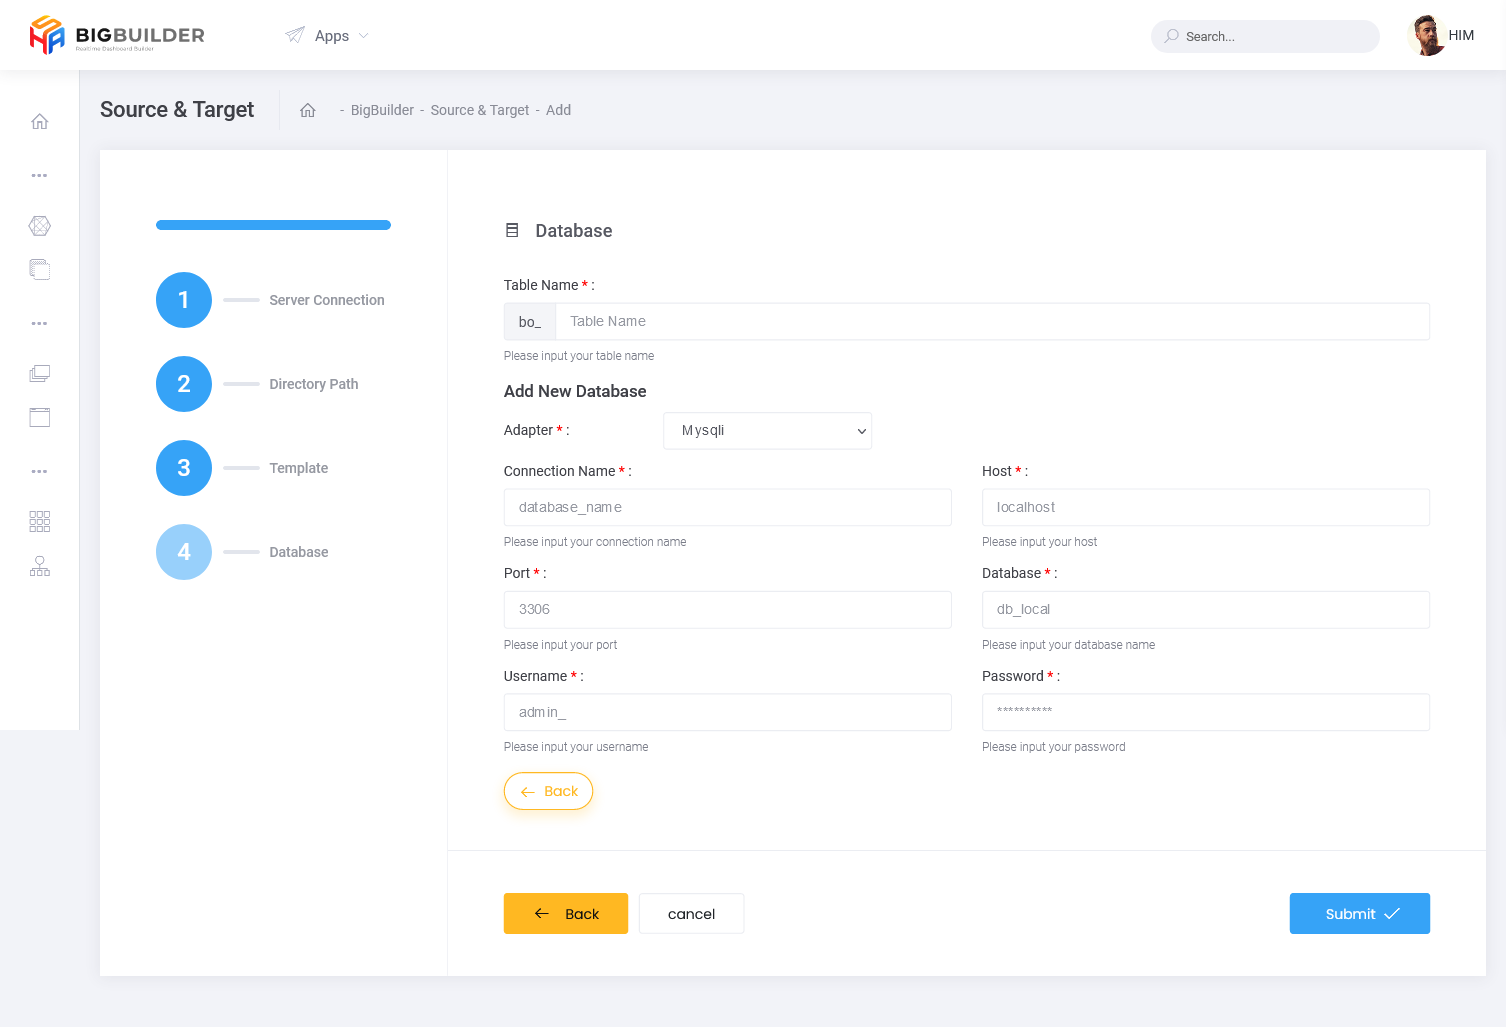 BIGBUILDER
Realtime Dashboard Builder
Apps
Search...
HIM
Source & Target
- BigBuilder - Source & Target - Add
1 Server Connection
2 Directory Path
3 Template
4 Database
Database
Table Name * :
bo_ Table Name
Please input your table name
Add New Database
Adapter * : Mysqli
Connection Name * :
database_name
Please input your connection name
Host * :
localhost
Please input your host
Port * :
3306
Please input your port
Database * :
db_local
Please input your database name
Username * :
admin_
Please input your username
Password * :
**********
Please input your password
Back
Back cancel Submit